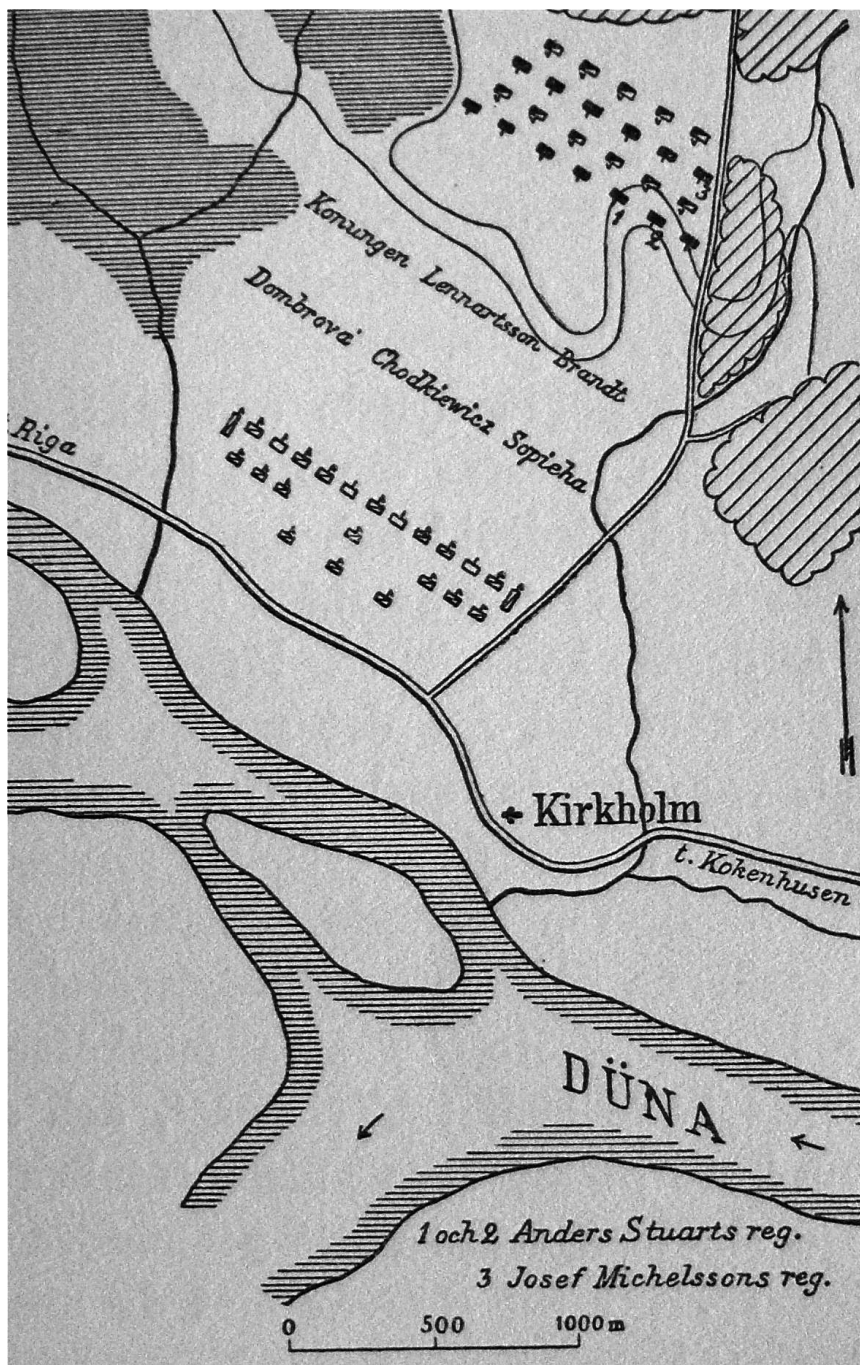 3
1
2
Konungen Lennartsson Brandt
Dombrova Chodkiewicz Sopieha
Riga
Kirkholm
t. Kokenhusen
DÜNA
1 och 2 Anders Stuarts reg.
3 Josef Michelssons reg.
0 500 1000 m